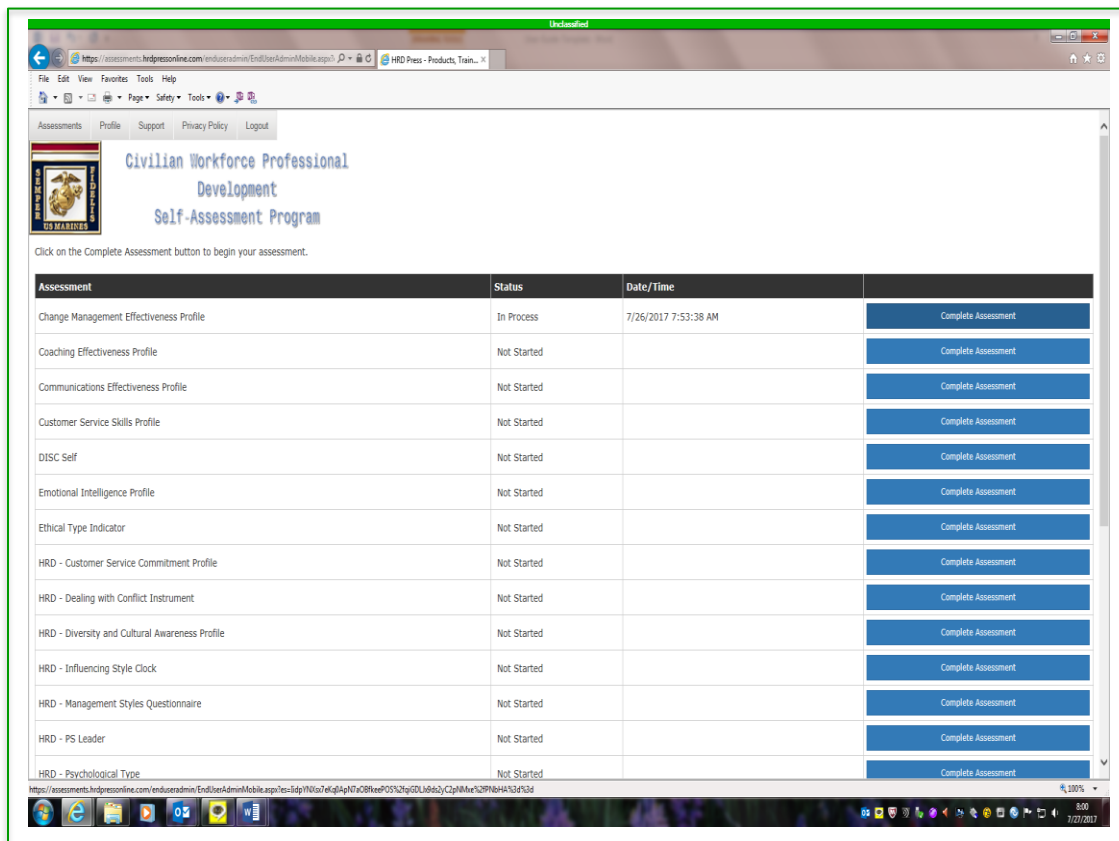 Unclassified
https://assessments.hrdpressonline.com/enduseradmin/EndUserAdminMobile.aspx?
HRD Press - Products, Train...
File Edit View Favorites Tools Help
Page Safety Tools
Assessments Profile Support Privacy Policy Logout
SEMPER FIDELIS
US MARINES
Civilian Workforce Professional
Development
Self-Assessment Program
Click on the Complete Assessment button to begin your assessment.
Assessment Status Date/Time
Change Management Effectiveness Profile In Process 7/26/2017 7:53:38 AM Complete Assessment
Coaching Effectiveness Profile Not Started Complete Assessment
Communications Effectiveness Profile Not Started Complete Assessment
Customer Service Skills Profile Not Started Complete Assessment
DISC Self Not Started Complete Assessment
Emotional Intelligence Profile Not Started Complete Assessment
Ethical Type Indicator Not Started Complete Assessment
HRD - Customer Service Commitment Profile Not Started Complete Assessment
HRD - Dealing with Conflict Instrument Not Started Complete Assessment
HRD - Diversity and Cultural Awareness Profile Not Started Complete Assessment
HRD - Influencing Style Clock Not Started Complete Assessment
HRD - Management Styles Questionnaire Not Started Complete Assessment
HRD - PS Leader Not Started Complete Assessment
HRD - Psychological Type Not Started Complete Assessment
100%
8:00
7/27/2017